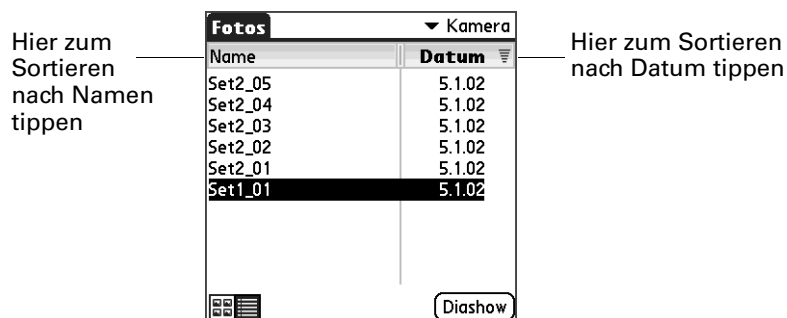 Hier zum
Sortieren
nach Namen
tippen
Fotos Kamera
Name Datum
Set2_05 5.1.02
Set2_04 5.1.02
Set2_03 5.1.02
Set2_02 5.1.02
Set2_01 5.1.02
Set1_01 5.1.02
Diashow
Hier zum Sortieren
nach Datum tippen